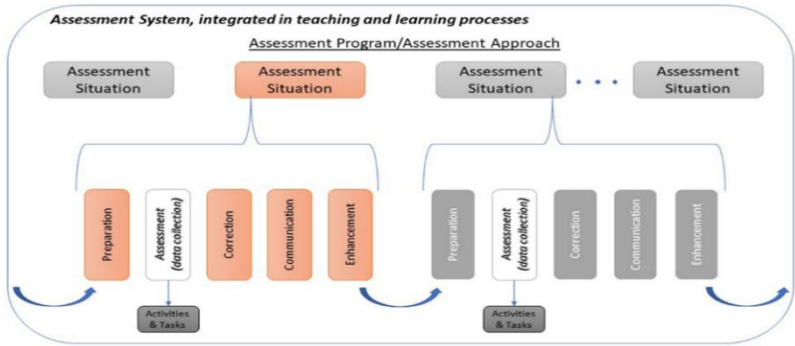 Assessment System, integrated in teaching and learning processes
Assessment Program/Assessment Approach
Assessment
Situation
Assessment
Situation
Assessment
Situation
Assessment
Situation
Preparation
Assessment
(data collection)
Correction
Communication
Enhancement
Preparation
Assessment
(data collection)
Correction
Communication
Enhancement
Activities
& Tasks
Activities
& Tasks